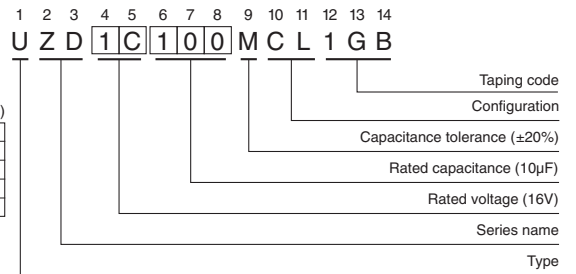 1 2 3 4 5 6 7 8 9 10 11 12 13 14
U Z D 1 C 1 0 0 M C L 1 G B
Taping code
)
Configuration
Capacitance tolerance (±20%)
Rated capacitance (10µF)
Rated voltage (16V)
Series name
Type